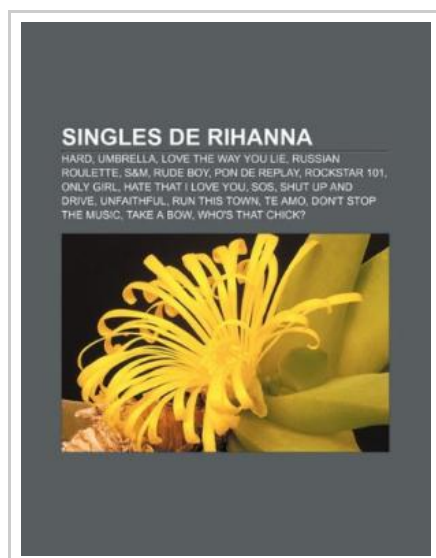 SINGLES DE RIHANNA
HARD, UMBRELLA, LOVE THE WAY YOU LIE, RUSSIAN
ROULETTE, S&M, RUDE BOY, PON DE REPLAY, ROCKSTAR 101,
ONLY GIRL, HATE THAT I LOVE YOU, SOS, SHUT UP AND
DRIVE, UNFAITHFUL, RUN THIS TOWN, TE AMO, DON'T STOP
THE MUSIC, TAKE A BOW, WHO'S THAT CHICK?